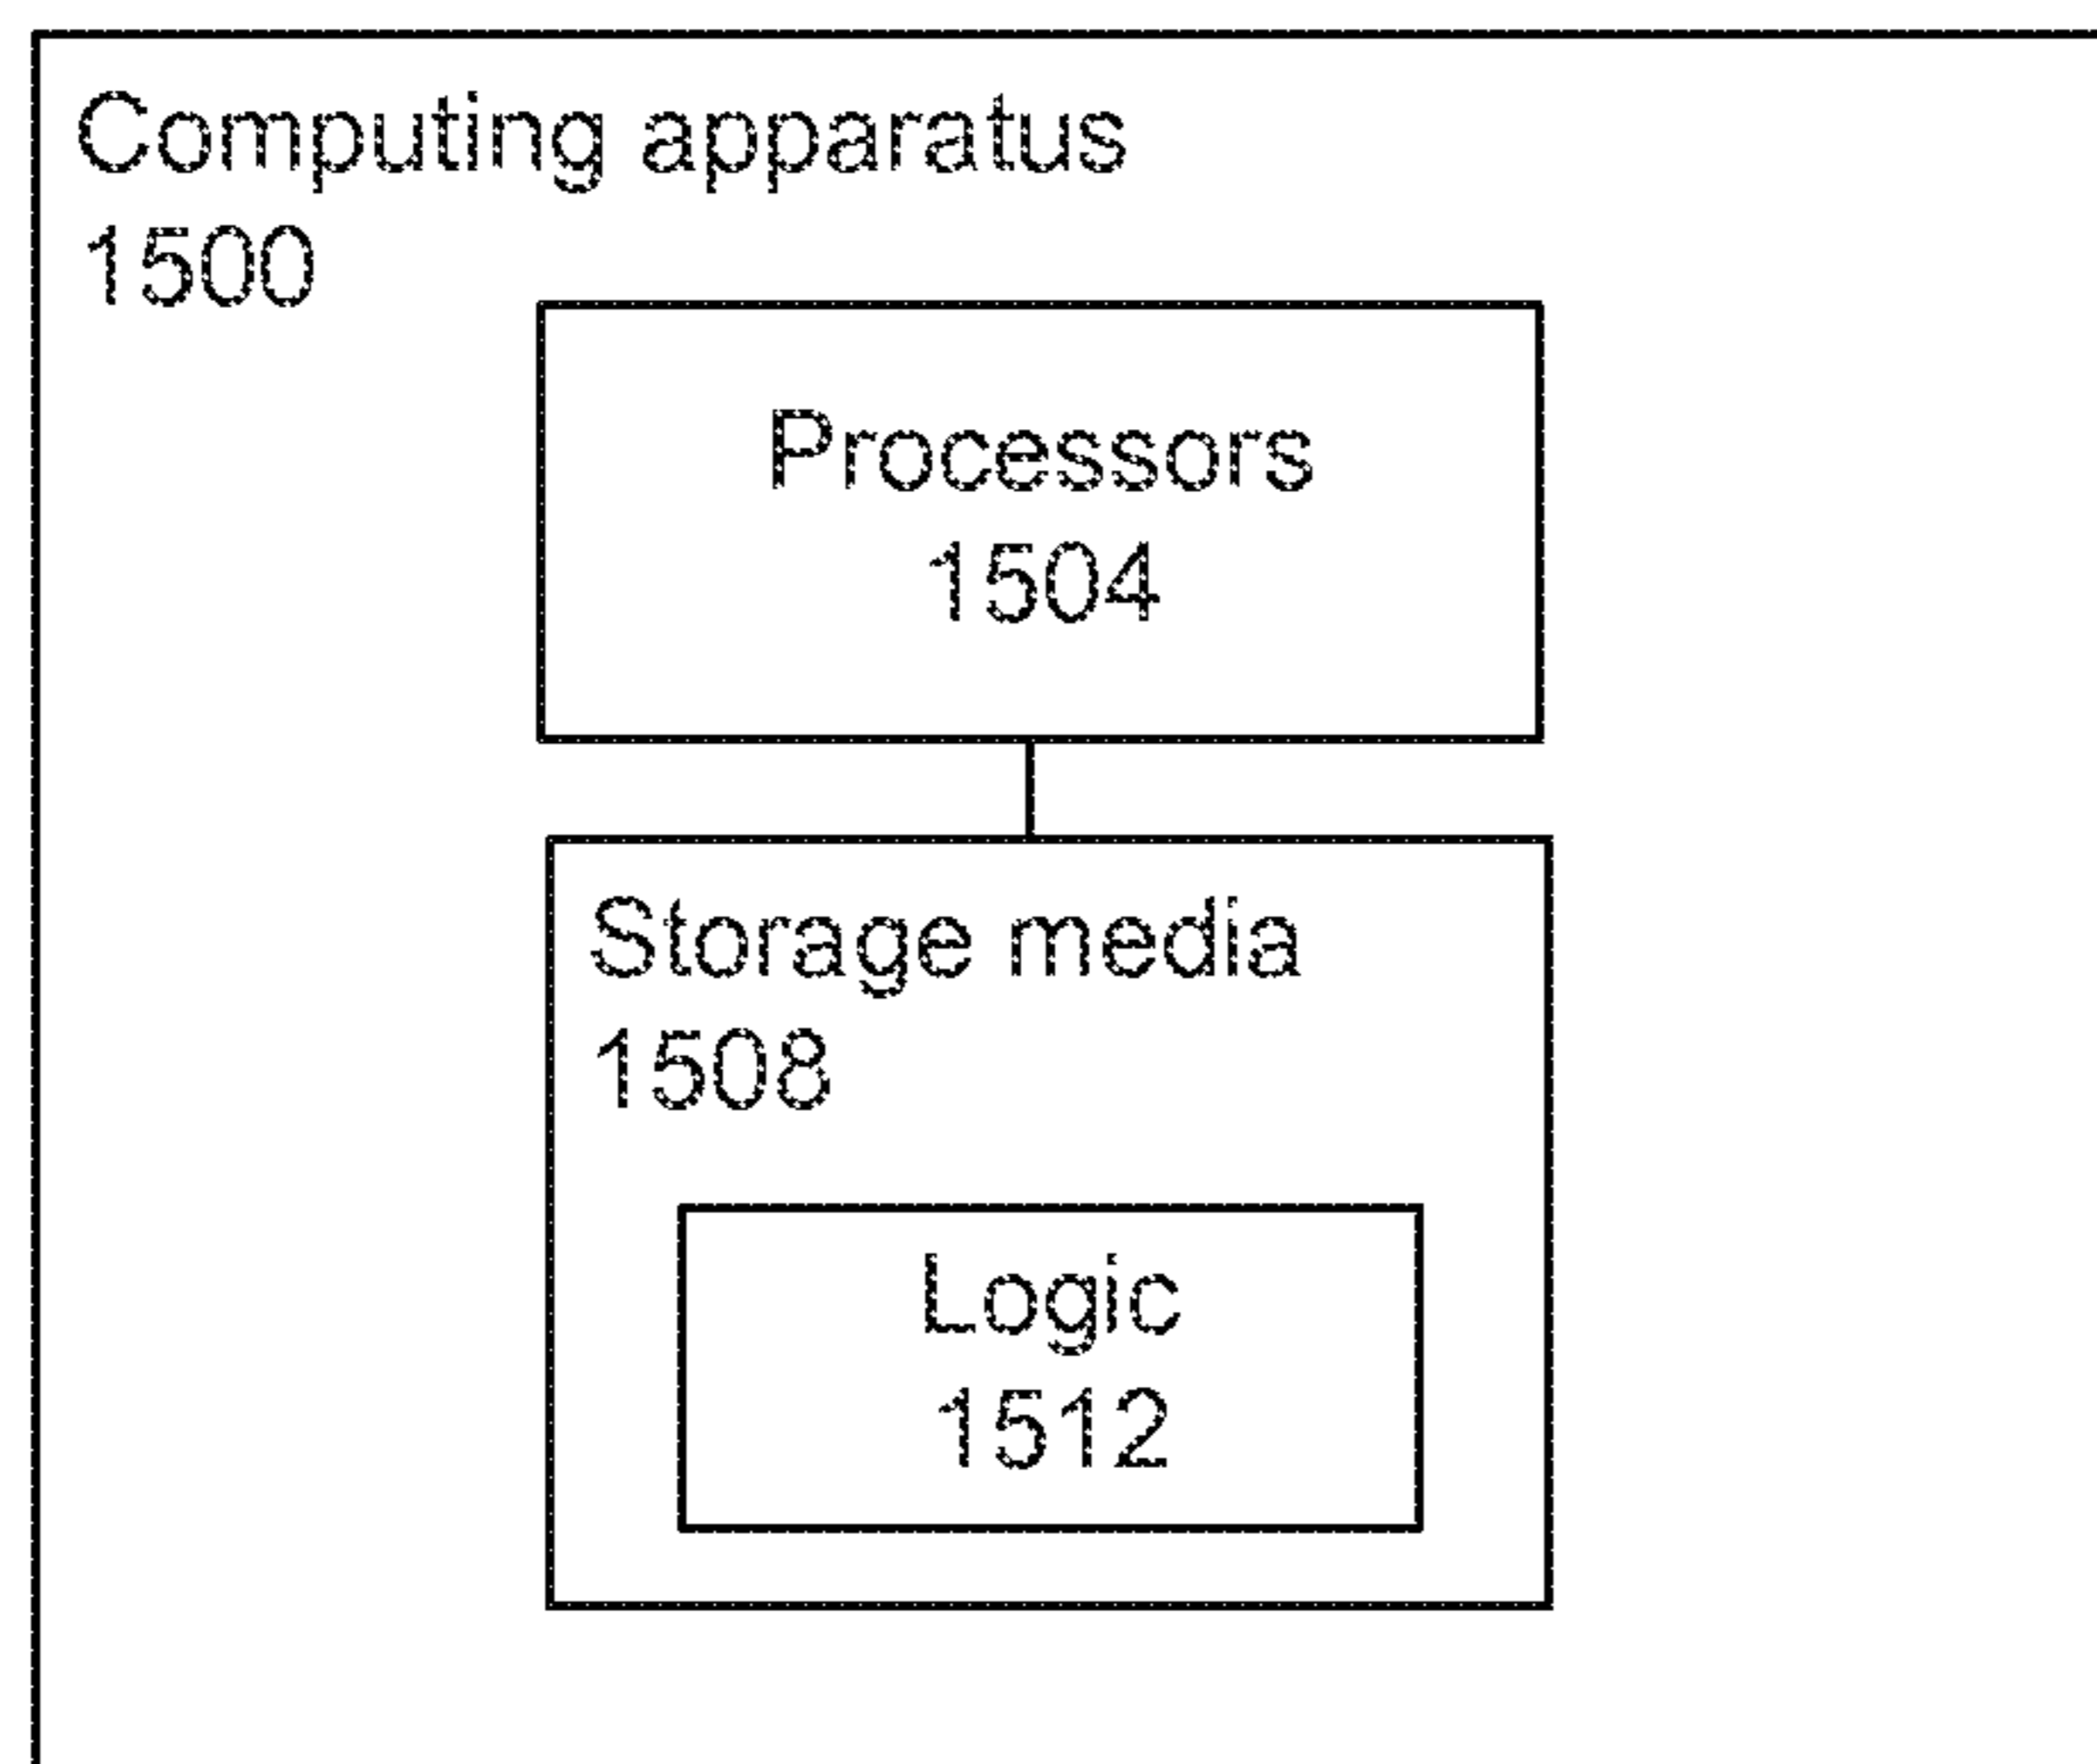 Computing apparatus
1500
Processors
1504
Storage media
1508
Logic
1512